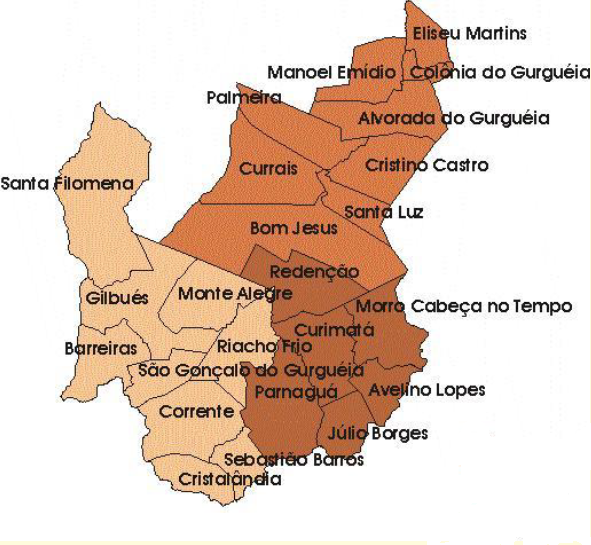 Eliseu Martins
Manoel Emídio
Colônia do Gurguéia
Palmeira
Alvorada do Gurguéia
Currais
Cristino Castro
Santa Filomena
Santa Luz
Bom Jesus
Redenção
Gilbués
Monte Alegre
Morro Cabeça no Tempo
Curimatá
Barreiras
Riacho Frio
São Gonçalo do Gurguéia
Parnaguá
Avelino Lopes
Corrente
Júlio Borges
Sebastião Barros
Cristalândia